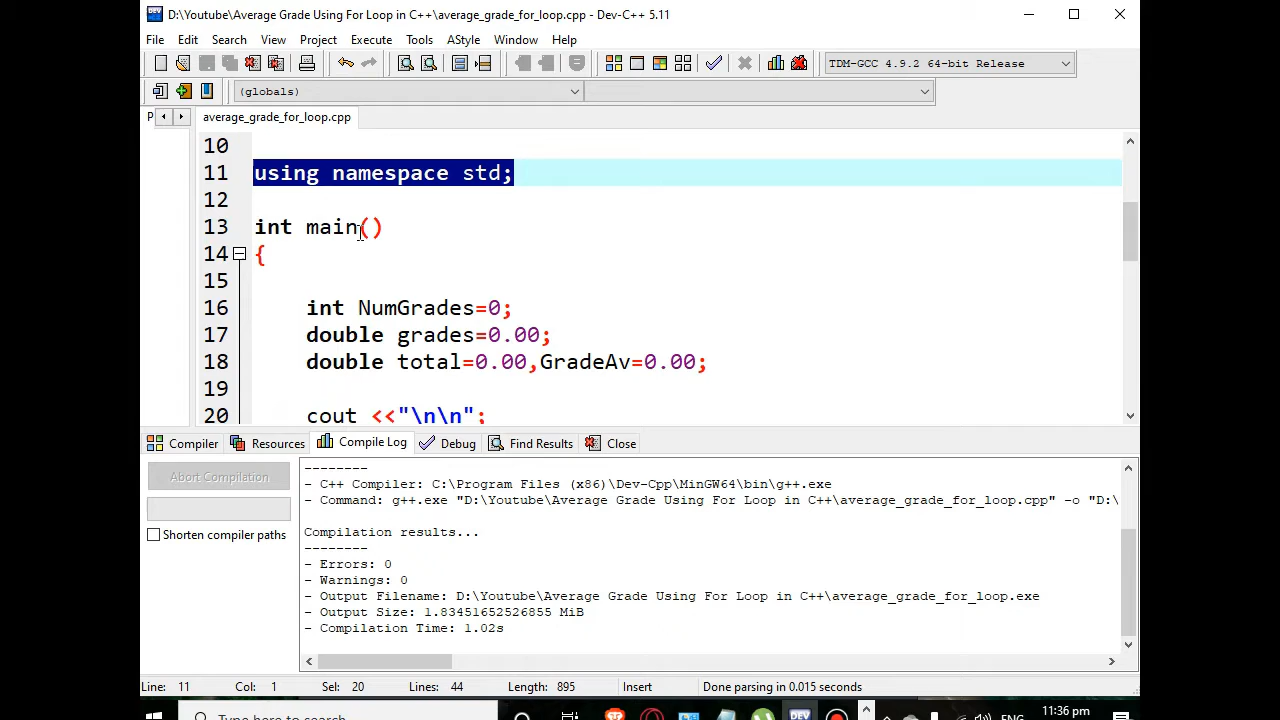 D:\Youtube\Average Grade Using For Loop in C++\average_grade_for_loop.cpp - Dev-C++ 5.11
File Edit Search View Project Execute Tools AStyle Window Help
TDM-GCC 4.9.2 64-bit Release
(globals)
P average_grade_for_loop.cpp
10
11 using namespace std;
12
13 int main()
14 {
15
16 int NumGrades=0;
17 double grades=0.00;
18 double total=0.00,GradeAv=0.00;
19
20 cout <<"\n\n";
Compiler Resources Compile Log Debug Find Results Close
Abort Compilation
Shorten compiler paths
--------
- C++ Compiler: C:\Program Files (x86)\Dev-Cpp\MinGW64\bin\g++.exe
- Command: g++.exe "D:\Youtube\Average Grade Using For Loop in C++\average_grade_for_loop.cpp" -o "D:\
Compilation results...
--------
- Errors: 0
- Warnings: 0
- Output Filename: D:\Youtube\Average Grade Using For Loop in C++\average_grade_for_loop.exe
- Output Size: 1.83451652526855 MiB
- Compilation Time: 1.02s
Line: 11 Col: 1 Sel: 20 Lines: 44 Length: 895 Insert Done parsing in 0.015 seconds
Type here to search
DEV
ENG
11:36 pm